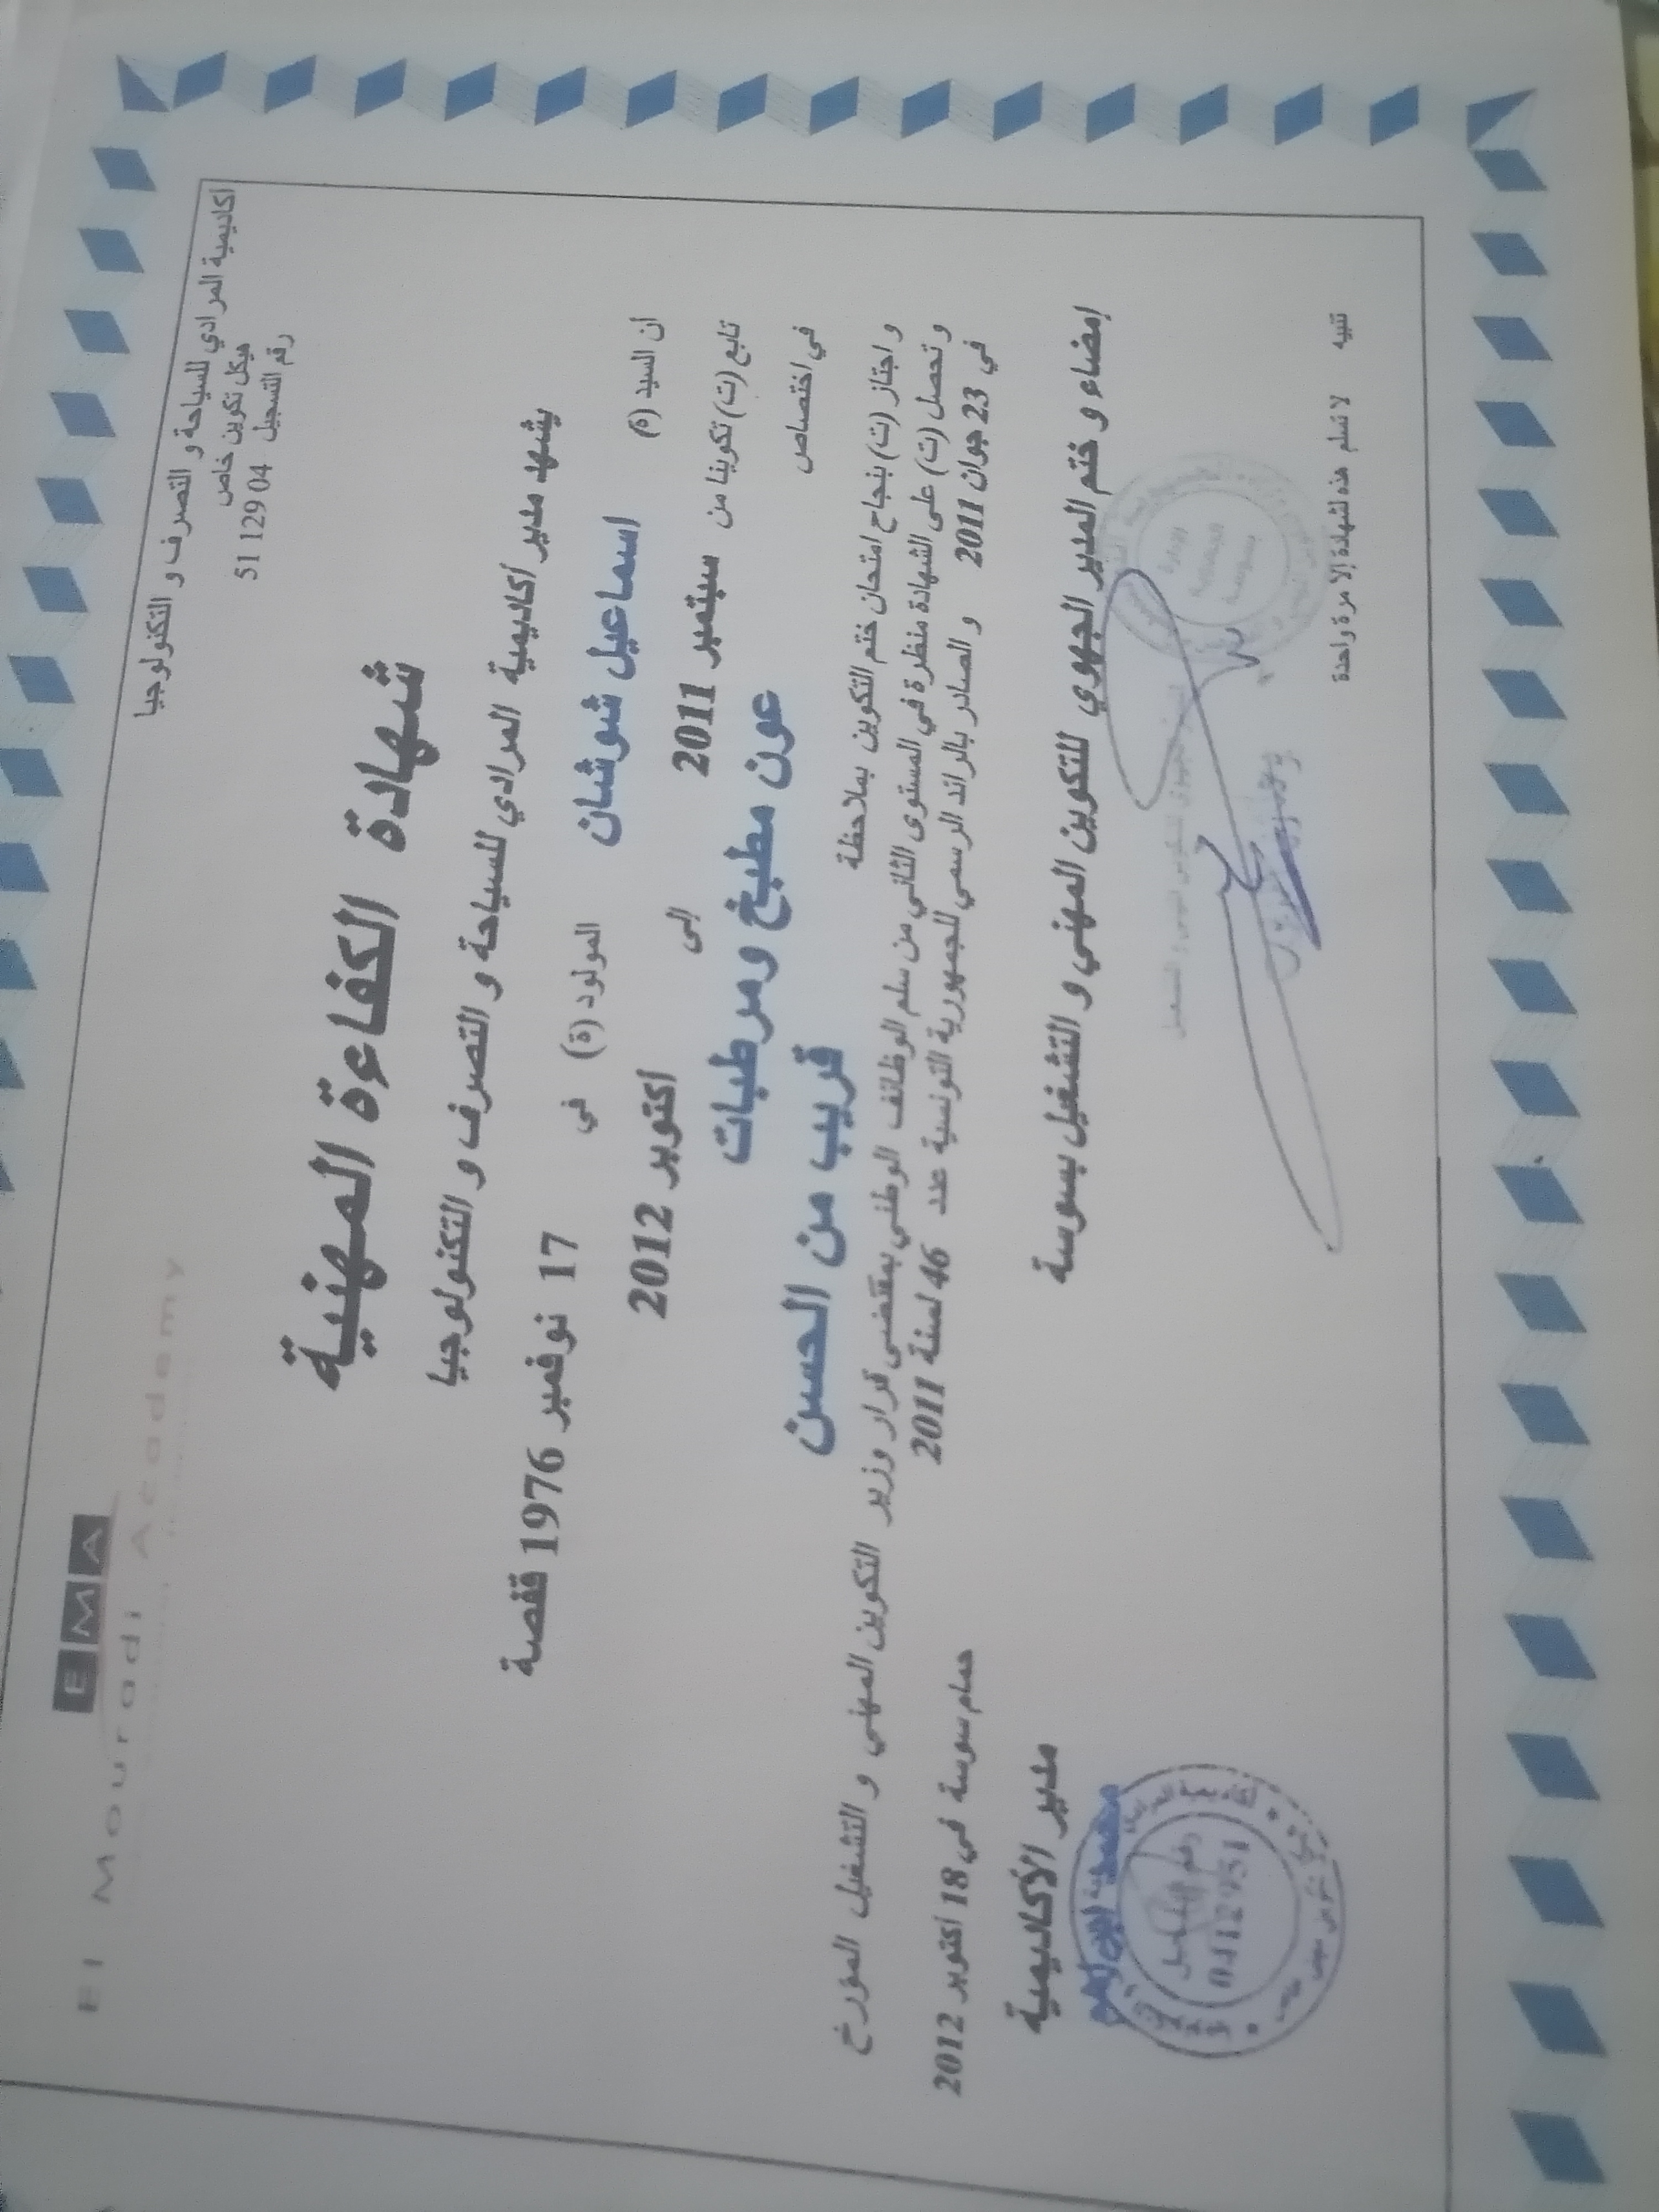 أكاديمية المرادي للسياحة و التصرف و التكنولوجيا
هيكل تكوين خاص
رقم التسجيل 04 129 51
E M A
El Mouradi Academy
شهادة الكفاءة المهنية
يشهد مدير أكاديمية المرادي للسياحة و التصرف و التكنولوجيا
أن السيد (ة) اسماعيل شوشان المولود (ة) في 17 نوفمبر 1976 قفصة
تابع (ت) تكوينا من سبتمبر 2011 إلى أكتوبر 2012
في اختصاص عون مطبخ ومرطبات
و اجتاز (ت) بنجاح امتحان ختم التكوين بملاحظة قريب من الحسن
و تحصل (ت) على الشهادة منظرة في المستوى الثاني من سلم الوظائف الوطني بمقتضى قرار وزير التكوين المهني و التشغيل المؤرخ
في 23 جوان 2011 و الصادر بالرائد الرسمي للجمهورية التونسية عدد 46 لسنة 2011
حمام سوسة في 18 أكتوبر 2012
إمضاء و ختم المدير الجهوي للتكوين المهني و التشغيل بسوسة
مدير الأكاديمية
0412951
تنبيه لا تسلم هذه لشهادة إلا مرة واحدة